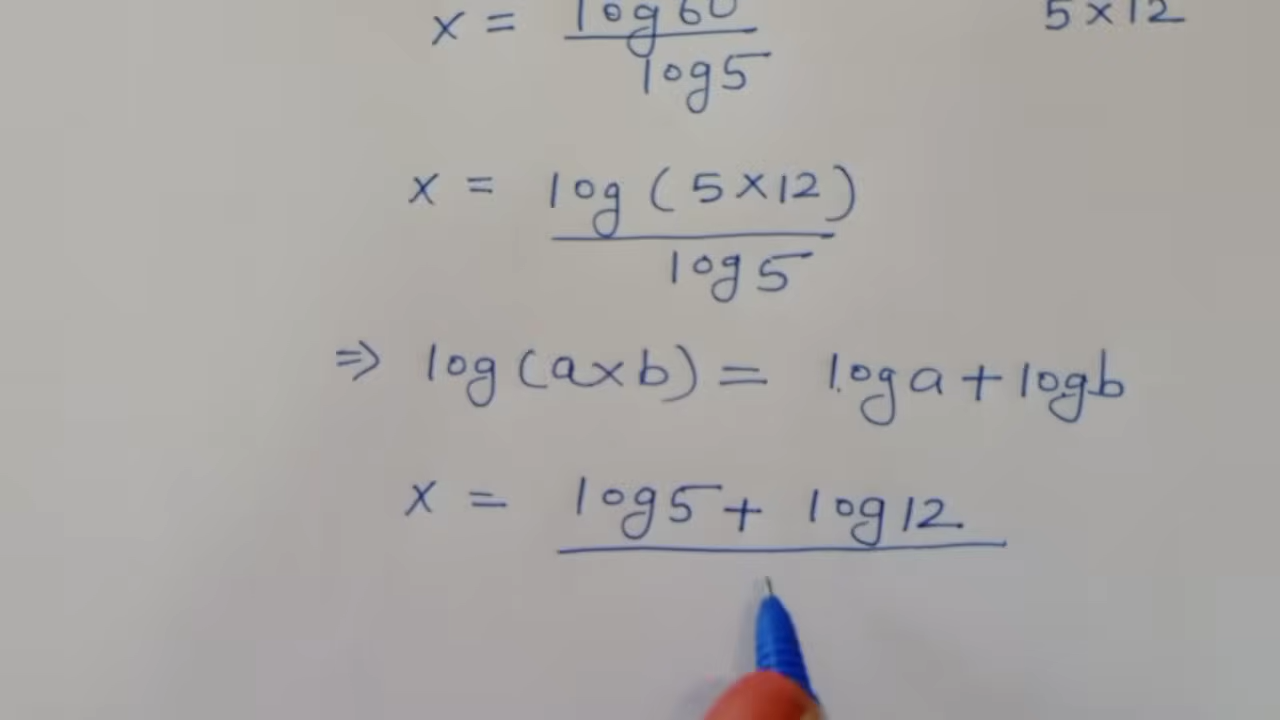 x = log 60 / log 5
5 × 12
x = log (5 × 12) / log 5
⇒ log (a × b) = log a + log b
x = log 5 + log 12